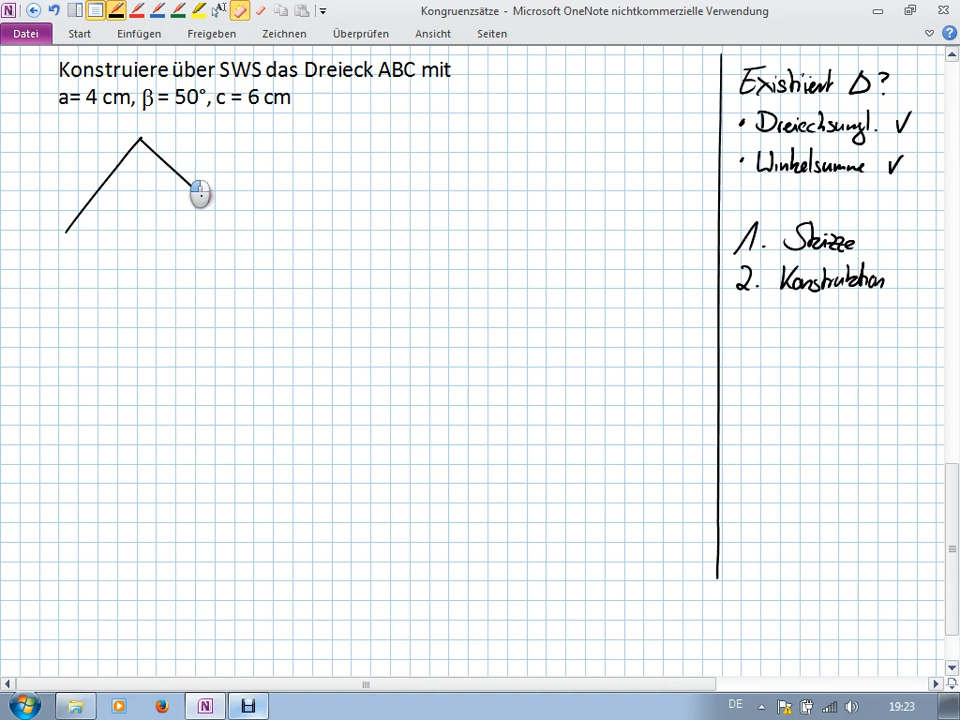 Kongruenzsätze - Microsoft OneNote nichtkommerzielle Verwendung
Datei Start Einfügen Freigeben Zeichnen Überprüfen Ansicht Seiten
Konstruiere über SWS das Dreieck ABC mit
a= 4 cm, β = 50°, c = 6 cm
Existiert Δ?
• Dreiecksungl. ✓
• Winkelsumme ✓
1. Skizze
2. Konstruktion
DE 19:23